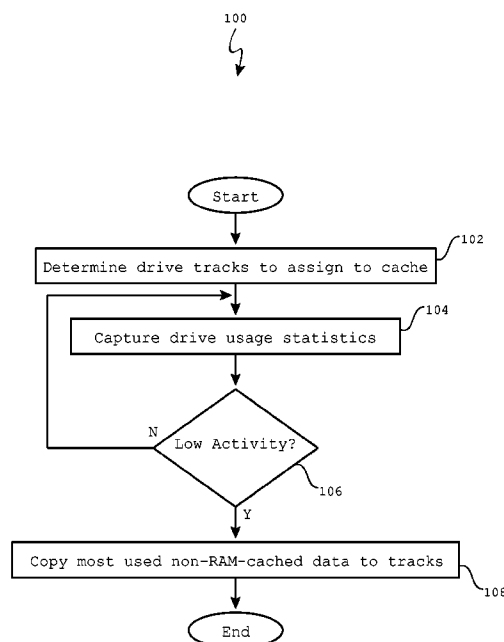 100
Start
Determine drive tracks to assign to cache
102
Capture drive usage statistics
104
Low Activity?
N
106
Y
Copy most used non-RAM-cached data to tracks
108
End